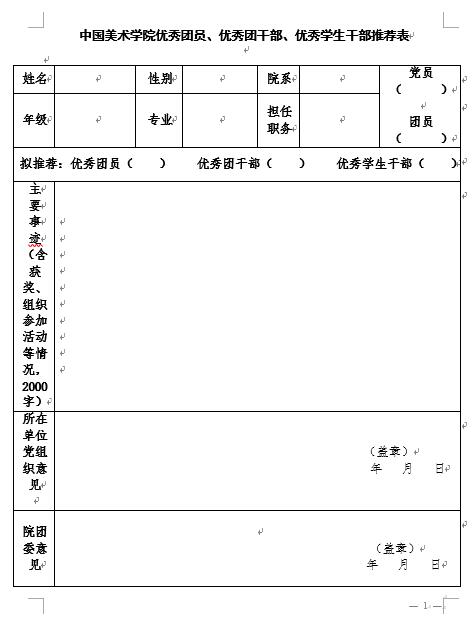 中国美术学院优秀团员、优秀团干部、优秀学生干部推荐表
姓名 性别 院系 党员
（ ）
年级 专业 担任
职务 团员
（ ）
拟推荐：优秀团员（ ） 优秀团干部（ ） 优秀学生干部（ ）
主
要
事
迹
（含
获
奖、
组织
参加
活动
等情
况，
2000
字）
所在
单位
党组
织意
见
（盖章）
年 月 日
院团
委意
见
（盖章）
年 月 日
— 1 —